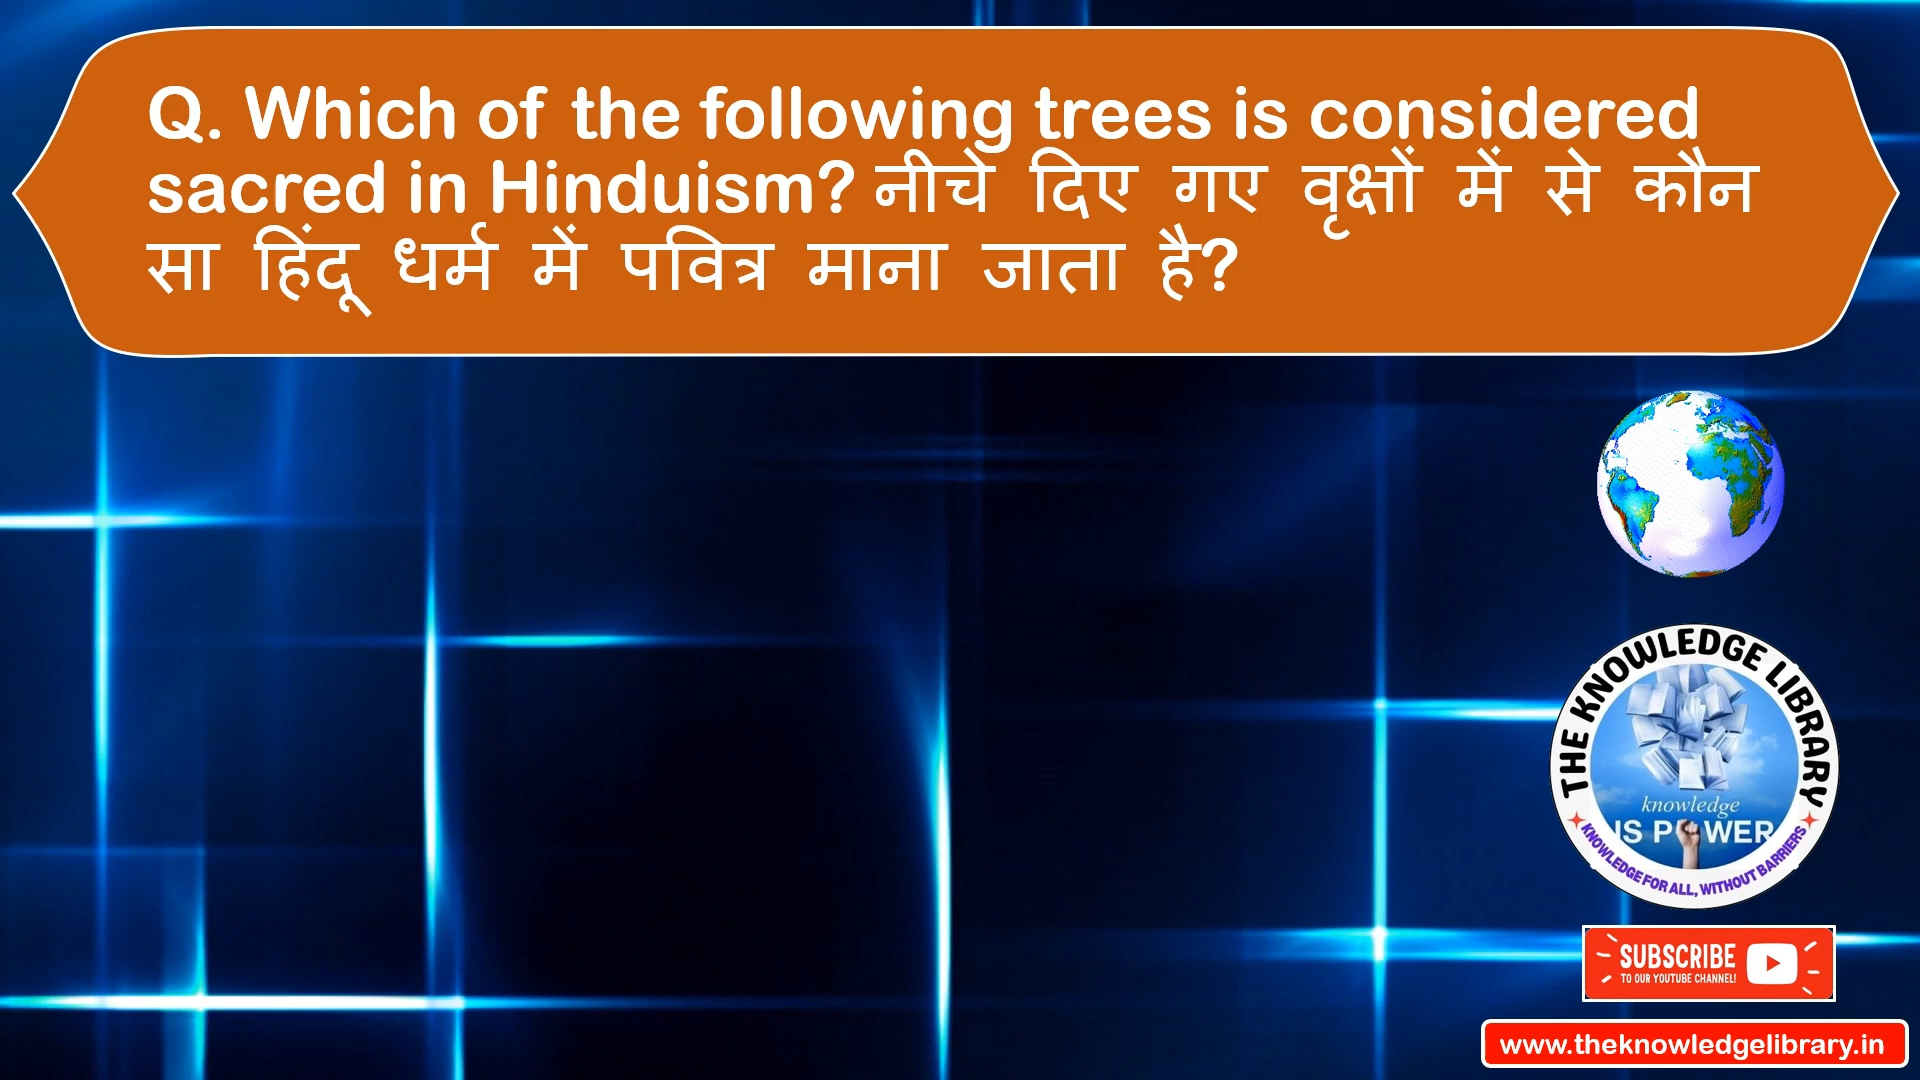 Q. Which of the following trees is considered
sacred in Hinduism? नीचे दिए गए वृक्षों में से कौन
सा हिंदू धर्म में पवित्र माना जाता है?
THE KNOWLEDGE LIBRARY
knowledge
IS POWER
KNOWLEDGE FOR ALL, WITHOUT BARRIERS
SUBSCRIBE
TO OUR YOUTUBE CHANNEL!
www.theknowledgelibrary.in